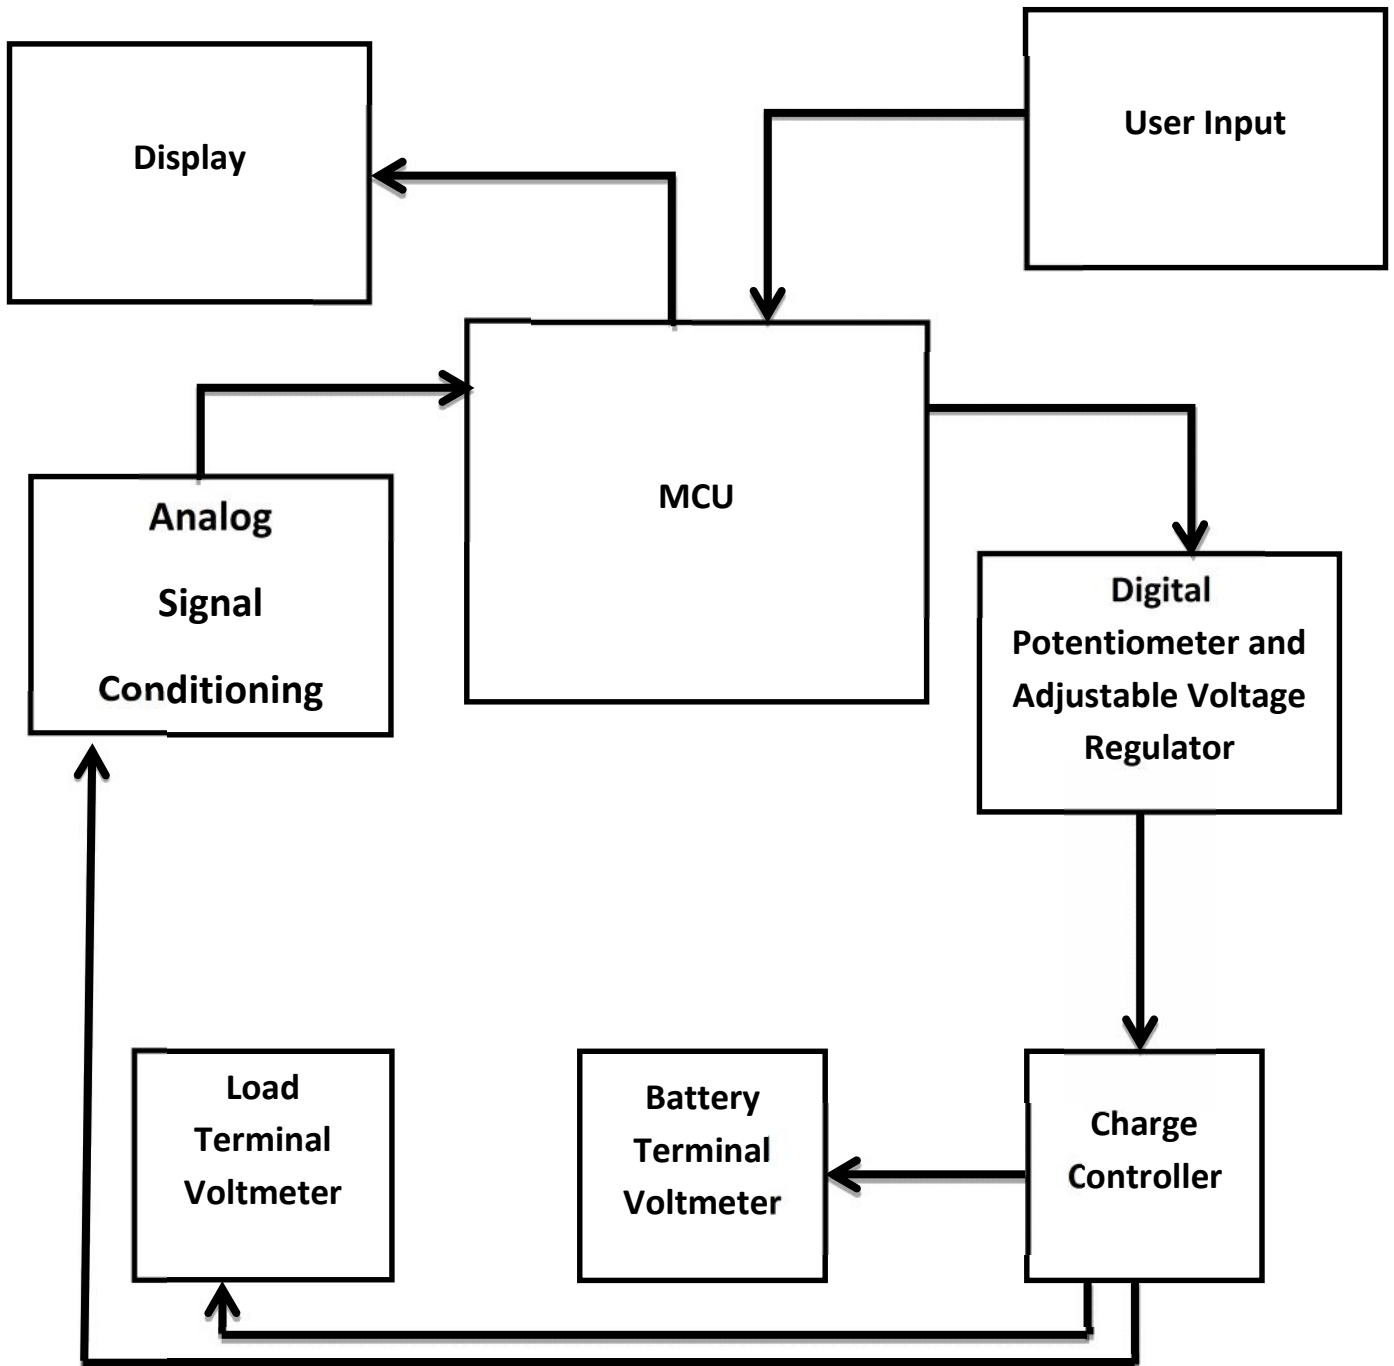 Display
User Input
MCU
Analog
Signal
Conditioning
Digital
Potentiometer and
Adjustable Voltage
Regulator
Load
Terminal
Voltmeter
Battery
Terminal
Voltmeter
Charge
Controller